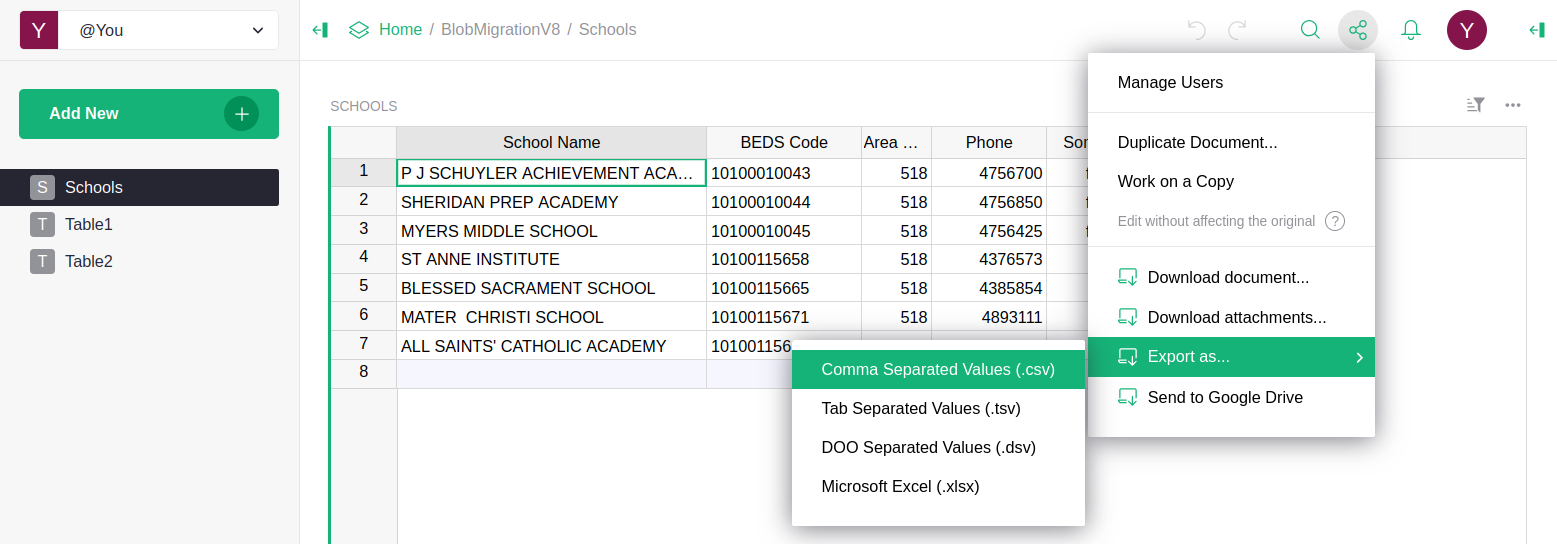 Y @You
Home / BlobMigrationV8 / Schools
Y
Add New
S Schools
T Table1
T Table2
SCHOOLS
School Name BEDS Code Area … Phone
1 P J SCHUYLER ACHIEVEMENT ACA… 10100010043 518 4756700
2 SHERIDAN PREP ACADEMY 10100010044 518 4756850
3 MYERS MIDDLE SCHOOL 10100010045 518 4756425
4 ST ANNE INSTITUTE 10100115658 518 4376573
5 BLESSED SACRAMENT SCHOOL 10100115665 518 4385854
6 MATER  CHRISTI SCHOOL 10100115671 518 4893111
7 ALL SAINTS' CATHOLIC ACADEMY 101001156
8
Manage Users
Duplicate Document...
Work on a Copy
Edit without affecting the original ?
Download document...
Download attachments...
Export as...
Send to Google Drive
Comma Separated Values (.csv)
Tab Separated Values (.tsv)
DOO Separated Values (.dsv)
Microsoft Excel (.xlsx)